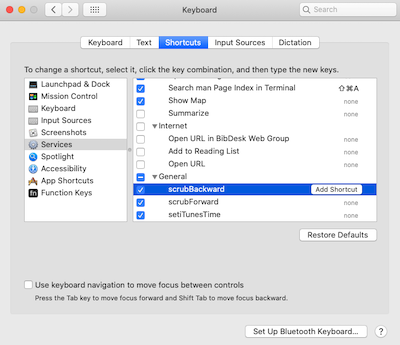 Keyboard
Search
Keyboard Text Shortcuts Input Sources Dictation
To change a shortcut, select it, click the key combination, and then type the new keys.
Launchpad & Dock
Mission Control
Keyboard
Input Sources
Screenshots
Services
Spotlight
Accessibility
App Shortcuts
fn Function Keys
Search man Page Index in Terminal ⇧⌘A
Show Map none
Summarize none
Internet
Open URL in BibDesk Web Group none
Add to Reading List none
Open URL none
General
scrubBackward Add Shortcut
scrubForward none
setiTunesTime none
Restore Defaults
Use keyboard navigation to move focus between controls
Press the Tab key to move focus forward and Shift Tab to move focus backward.
Set Up Bluetooth Keyboard... ?